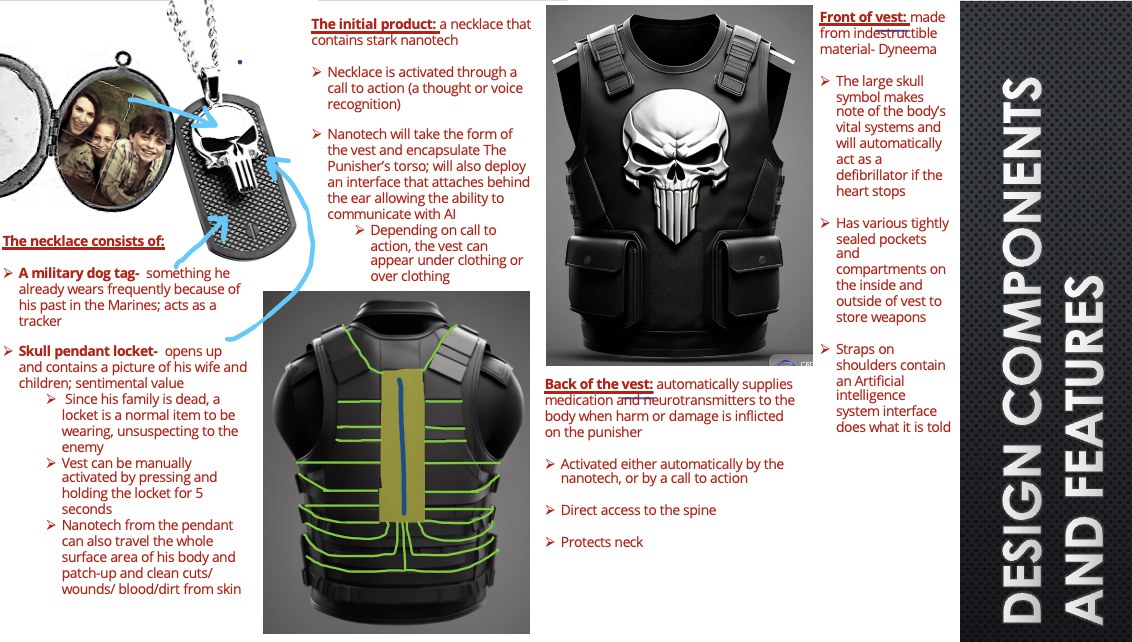 The initial product: a necklace that
contains stark nanotech
Necklace is activated through a
call to action (a thought or voice
recognition)
Nanotech will take the form of
the vest and encapsulate The
Punisher's torso; will also deploy
an interface that attaches behind
the ear allowing the ability to
communicate with AI
Depending on call to
action, the vest can
appear under clothing or
over clothing
The necklace consists of:
A military dog tag- something he
already wears frequently because of
his past in the Marines; acts as a
tracker
Skull pendant locket- opens up
and contains a picture of his wife and
children; sentimental value
Since his family is dead, a
locket is a normal item to be
wearing, unsuspecting to the
enemy
Vest can be manually
activated by pressing and
holding the locket for 5
seconds
Nanotech from the pendant
can also travel the whole
surface area of his body and
patch-up and clean cuts/
wounds/ blood/dirt from skin
Front of vest: made
from indestructible
material- Dyneema
The large skull
symbol makes
note of the body's
vital systems and
will automatically
act as a
defibrillator if the
heart stops
Has various tightly
sealed pockets
and
compartments on
the inside and
outside of vest to
store weapons
Straps on
shoulders contain
an Artificial
intelligence
system interface
does what it is told
Back of the vest: automatically supplies
medication and neurotransmitters to the
body when harm or damage is inflicted
on the punisher
Activated either automatically by the
nanotech, or by a call to action
Direct access to the spine
Protects neck
DESIGN COMPONENTS
AND FEATURES